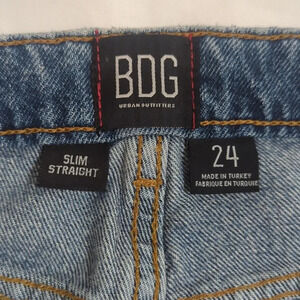 BDG
URBAN OUTFITTERS
SLIM
STRAIGHT
24
MADE IN TURKEY
FABRIQUE EN TURQUIE